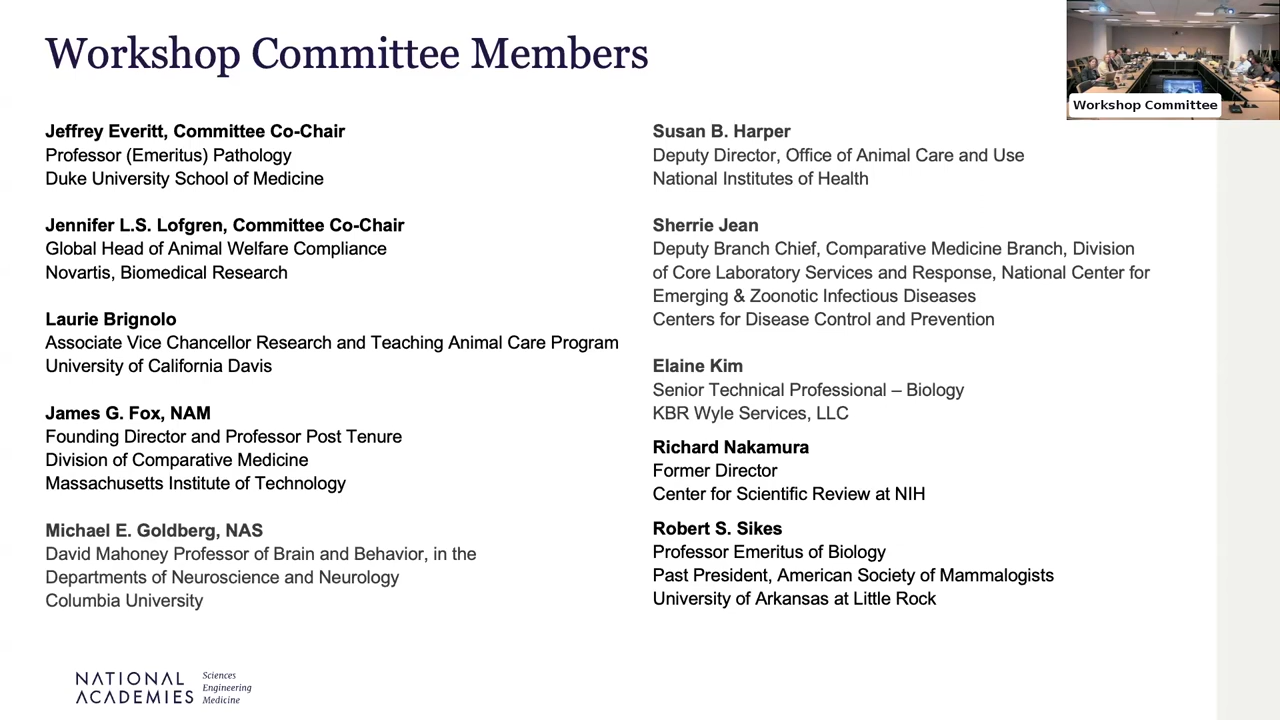 Workshop Committee Members
Jeffrey Everitt, Committee Co-Chair
Professor (Emeritus) Pathology
Duke University School of Medicine
Jennifer L.S. Lofgren, Committee Co-Chair
Global Head of Animal Welfare Compliance
Novartis, Biomedical Research
Laurie Brignolo
Associate Vice Chancellor Research and Teaching Animal Care Program
University of California Davis
James G. Fox, NAM
Founding Director and Professor Post Tenure
Division of Comparative Medicine
Massachusetts Institute of Technology
Michael E. Goldberg, NAS
David Mahoney Professor of Brain and Behavior, in the
Departments of Neuroscience and Neurology
Columbia University
Susan B. Harper
Deputy Director, Office of Animal Care and Use
National Institutes of Health
Sherrie Jean
Deputy Branch Chief, Comparative Medicine Branch, Division
of Core Laboratory Services and Response, National Center for
Emerging & Zoonotic Infectious Diseases
Centers for Disease Control and Prevention
Elaine Kim
Senior Technical Professional – Biology
KBR Wyle Services, LLC
Richard Nakamura
Former Director
Center for Scientific Review at NIH
Robert S. Sikes
Professor Emeritus of Biology
Past President, American Society of Mammalogists
University of Arkansas at Little Rock
Workshop Committee
NATIONAL
ACADEMIES
Sciences
Engineering
Medicine